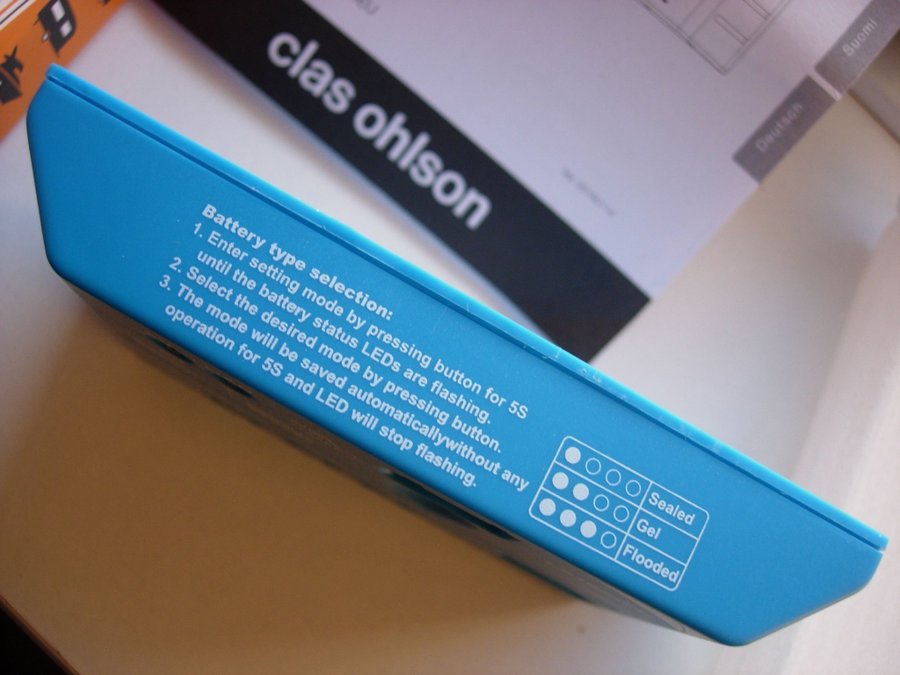 clas ohlson
Deutsch
Suomi
Battery type selection:
1. Enter setting mode by pressing button for 5S
until the battery status LEDs are flashing.
2. Select the desired mode by pressing button.
3. The mode will be saved automaticallywithout any
operation for 5S and LED will stop flashing.
Sealed
Gel
Flooded